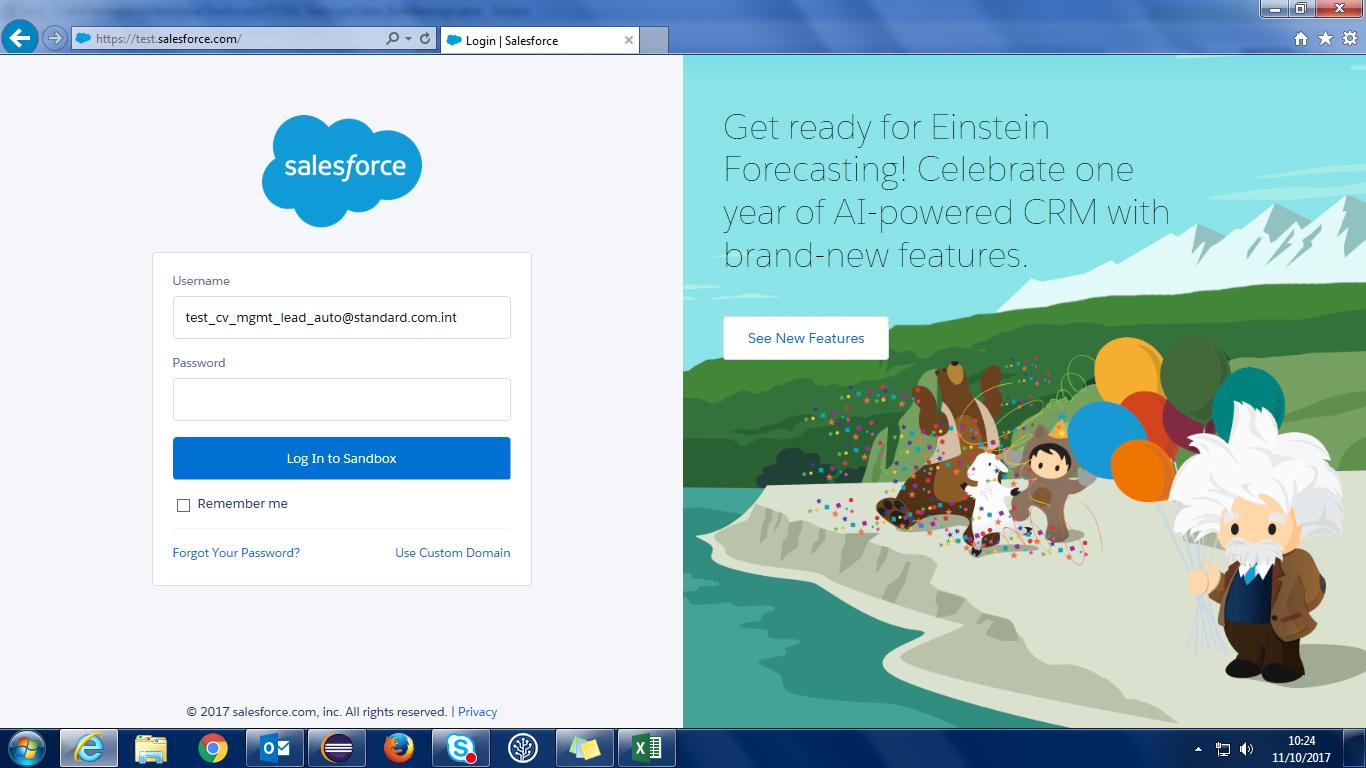 https://test.salesforce.com/
Login | Salesforce
salesforce
Username
test_cv_mgmt_lead_auto@standard.com.int
Password
Log In to Sandbox
Remember me
Forgot Your Password?
Use Custom Domain
© 2017 salesforce.com, inc. All rights reserved. | Privacy
Get ready for Einstein
Forecasting! Celebrate one
year of AI-powered CRM with
brand-new features.
See New Features
10:24
11/10/2017